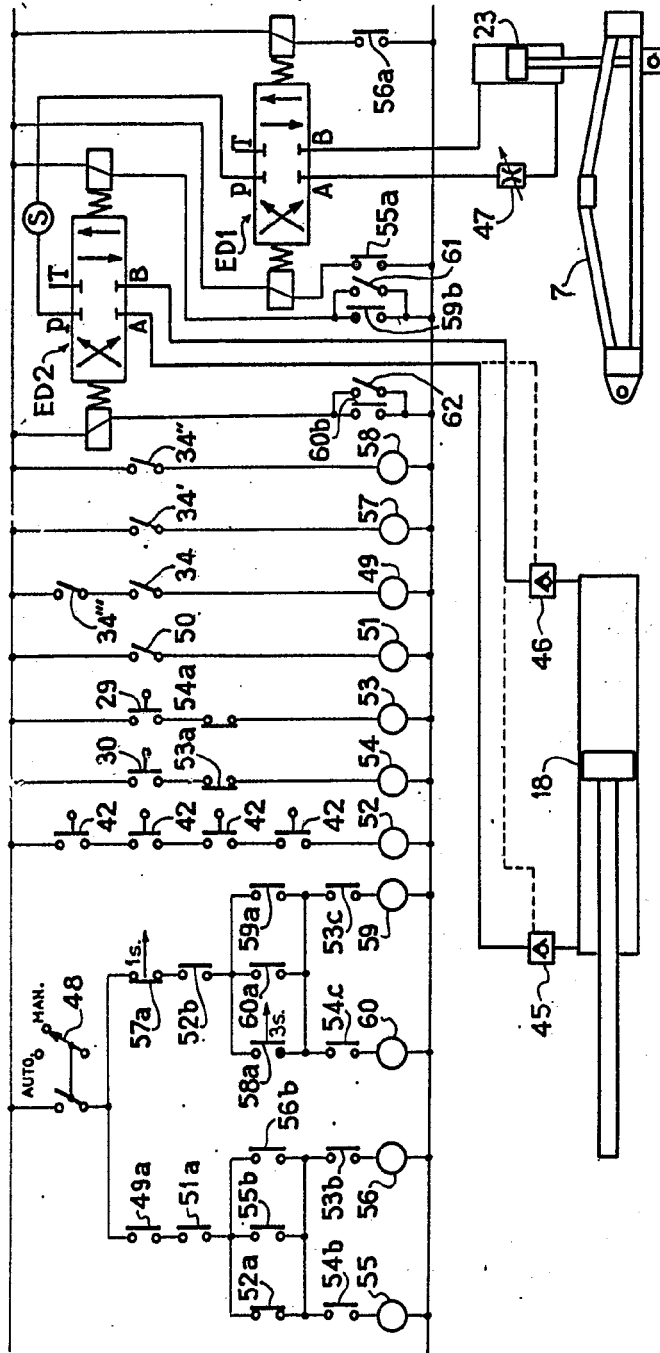 AUTO.
MAN.
48
49a
51a
52a
55b
56b
54b
53b
55
56
57a
1s.
52b
58a
3s.
60a
59a
54c
53c
60
59
42
42
42
42
52
30
53a
54
29
54a
53
50
51
34'''
34
49
34'
57
34"
58
60b
62
ED2
P
T
A
B
S
59b
61
55a
ED1
P
T
A
B
56a
45
46
18
47
23
7